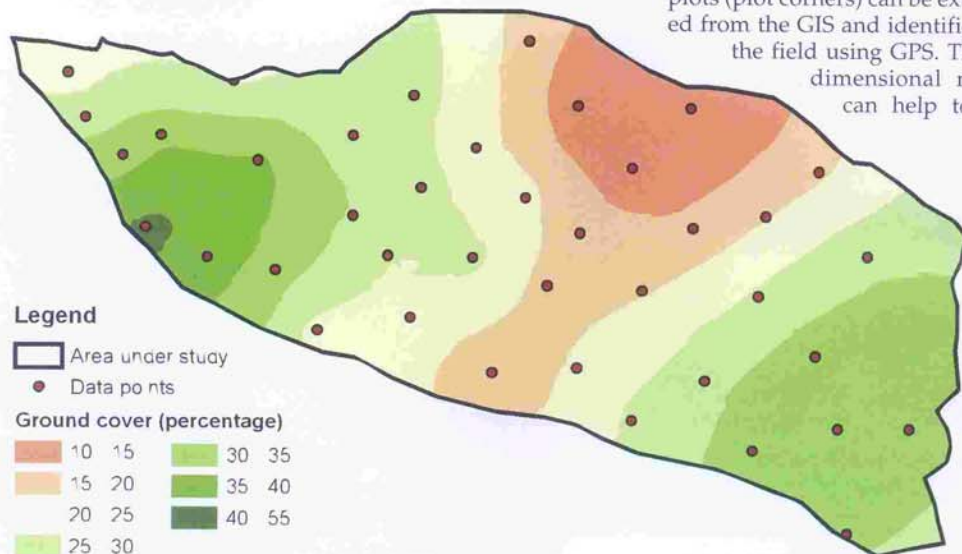 plots (plot corners) can be ex
ed from the GIS and identifi
the field using GPS. T
dimensional
can help t
Legend
Area under study
Data po nts
Ground cover (percentage)
10 15
15 20
20 25
25 30
30 35
35 40
40 55